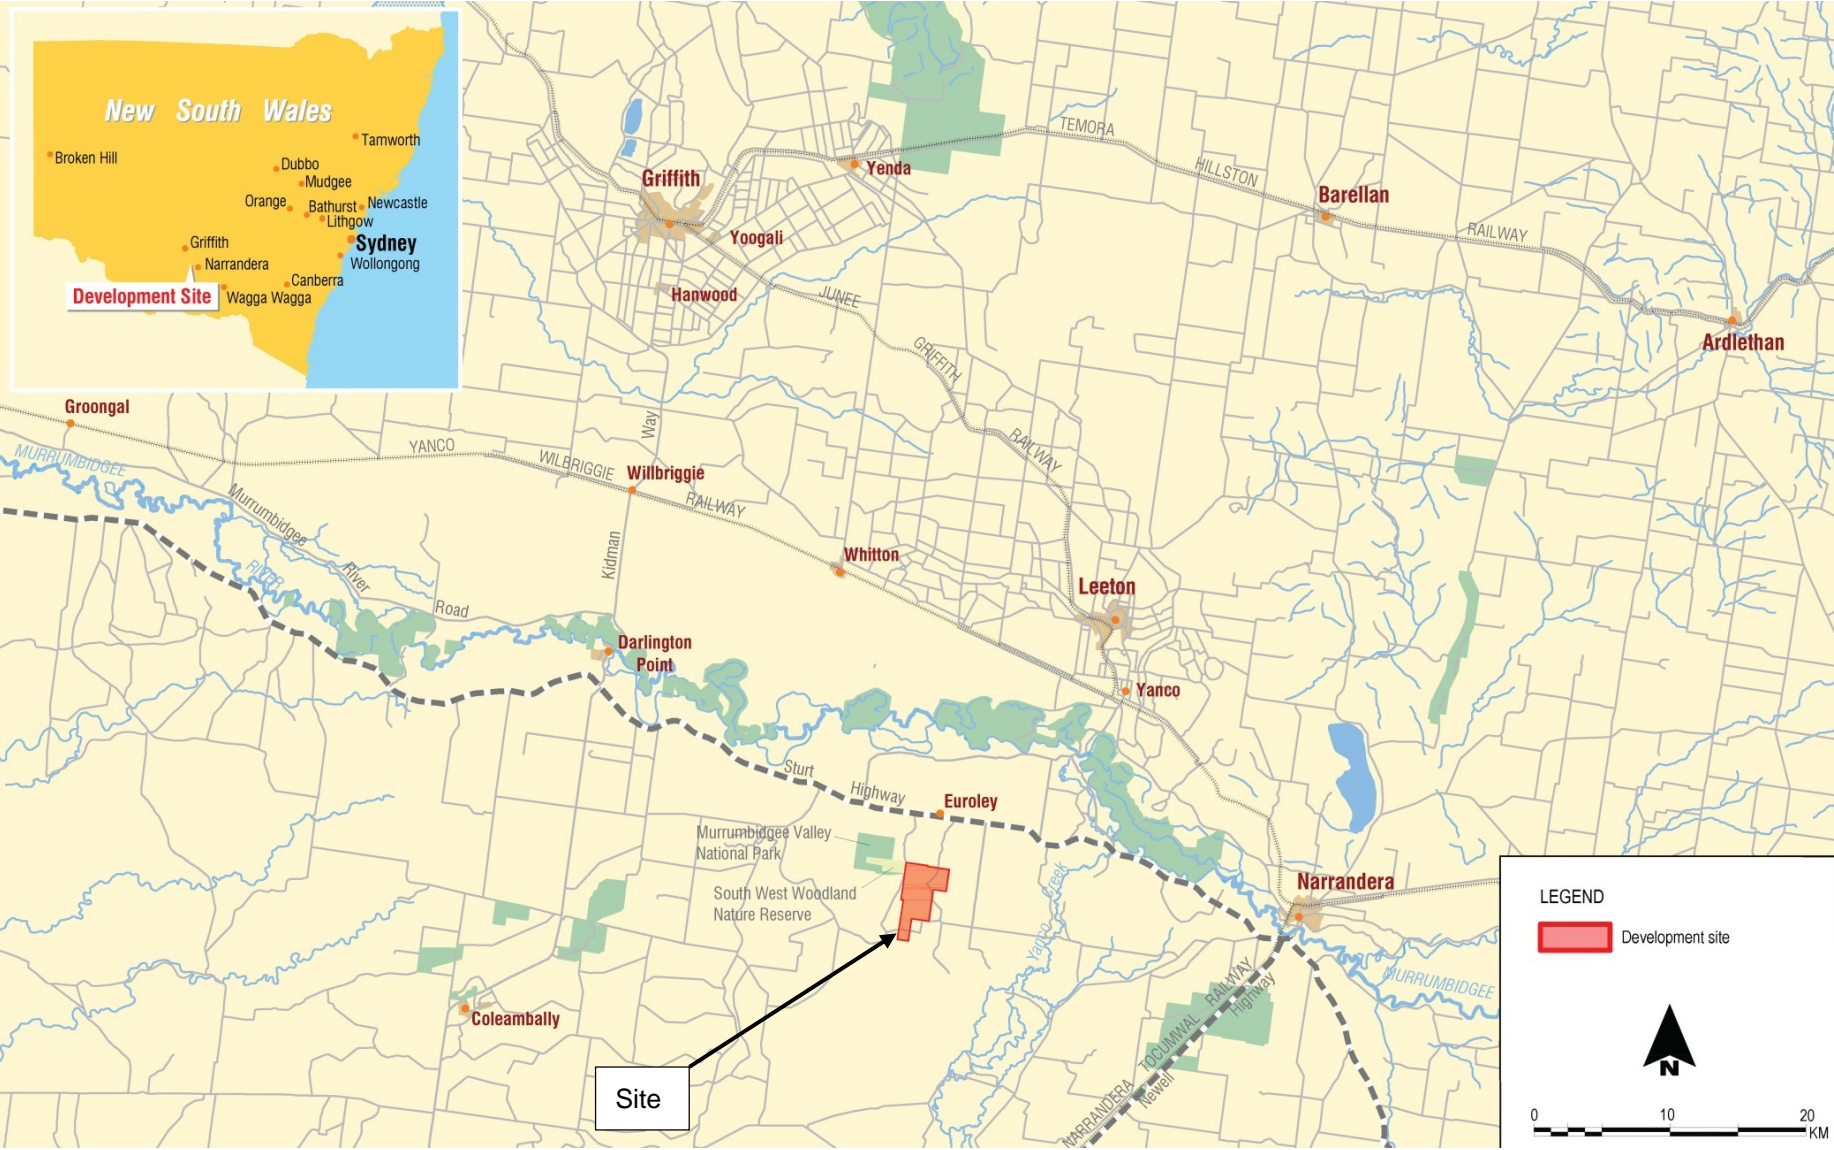 New South Wales
Tamworth
Broken Hill
Dubbo
Mudgee
Orange
Bathurst
Newcastle
Lithgow
Griffith
Sydney
Narrandera
Wollongong
Canberra
Development Site
Wagga Wagga
TEMORA
HILLSTON
RAILWAY
Griffith
Yenda
Barellan
Yoogali
Hanwood
JUNEE
GRIFFITH
RAILWAY
Ardlethan
Groongal
MURRUMBIDGEE
YANCO
WILBRIGGIE
RAILWAY
Way
Willbriggie
Murrumbidgee
River
Road
RIVER
Kidman
Whitton
Leeton
Darlington
Point
Yanco
Sturt
Highway
Euroley
Murrumbidgee Valley
National Park
South West Woodland
Nature Reserve
Yanco Creek
Narrandera
MURRUMBIDGEE
Coleambally
NARRANDERA TOCUMWAL RAILWAY
Newell
Highway
Site
LEGEND
Development site
N
0 10 20
KM